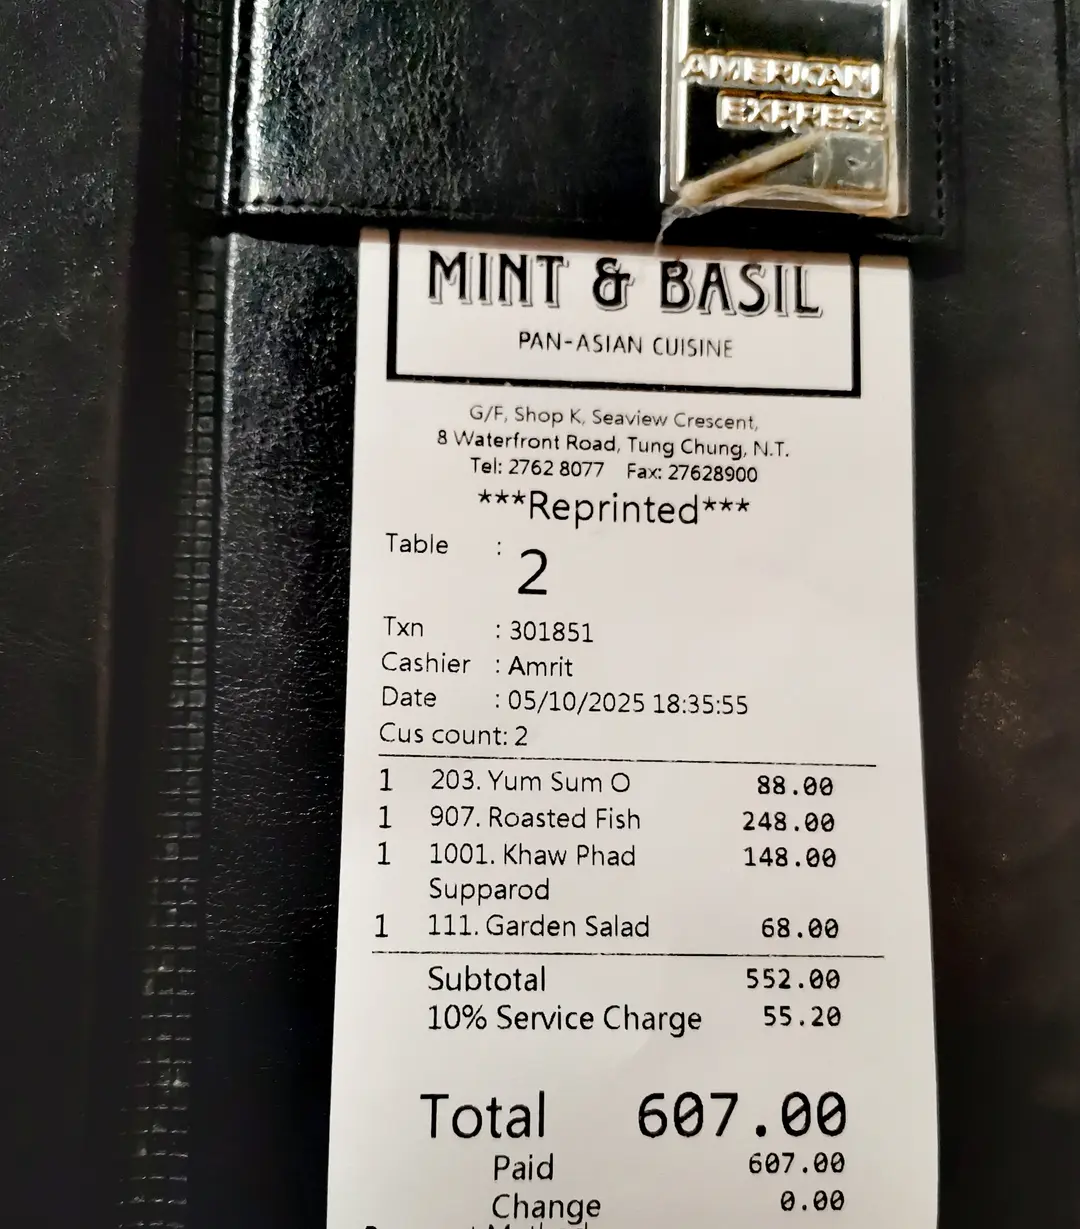 AMERICAN
EXPRESS
MINT & BASIL
PAN-ASIAN CUISINE
G/F, Shop K, Seaview Crescent,
8 Waterfront Road, Tung Chung, N.T.
Tel: 2762 8077 Fax: 27628900
***Reprinted***
Table : 2
Txn : 301851
Cashier : Amrit
Date : 05/10/2025 18:35:55
Cus count: 2
1 203. Yum Sum O 88.00
1 907. Roasted Fish 248.00
1 1001. Khaw Phad 148.00
Supparod
1 111. Garden Salad 68.00
Subtotal 552.00
10% Service Charge 55.20
Total 607.00
Paid 607.00
Change 0.00